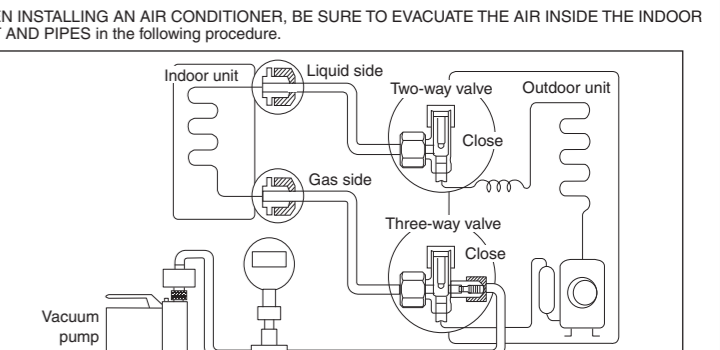 INSTALLING AN AIR CONDITIONER, BE SURE TO EVACUATE THE AIR INSIDE THE INDOOR
AND PIPES in the following procedure.
Indoor unit
Liquid side
Two-way valve
Outdoor unit
Close
Gas side
Three-way valve
Close
Vacuum
pump